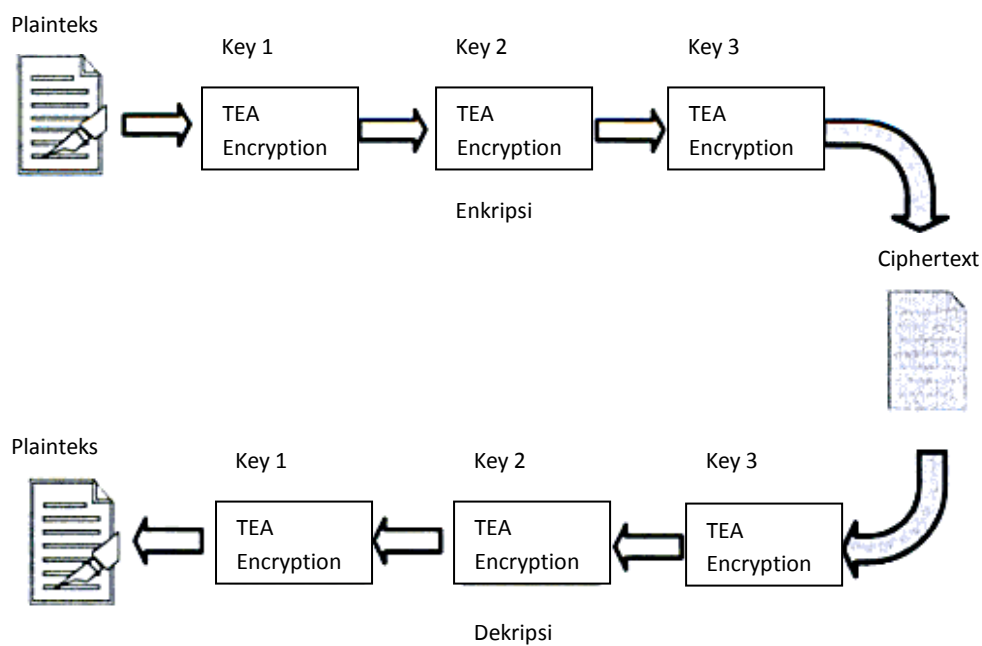 Plainteks
Key 1
Key 2
Key 3
TEA
Encryption
TEA
Encryption
TEA
Encryption
Enkripsi
Ciphertext
Plainteks
Key 1
Key 2
Key 3
TEA
Encryption
TEA
Encryption
TEA
Encryption
Dekripsi